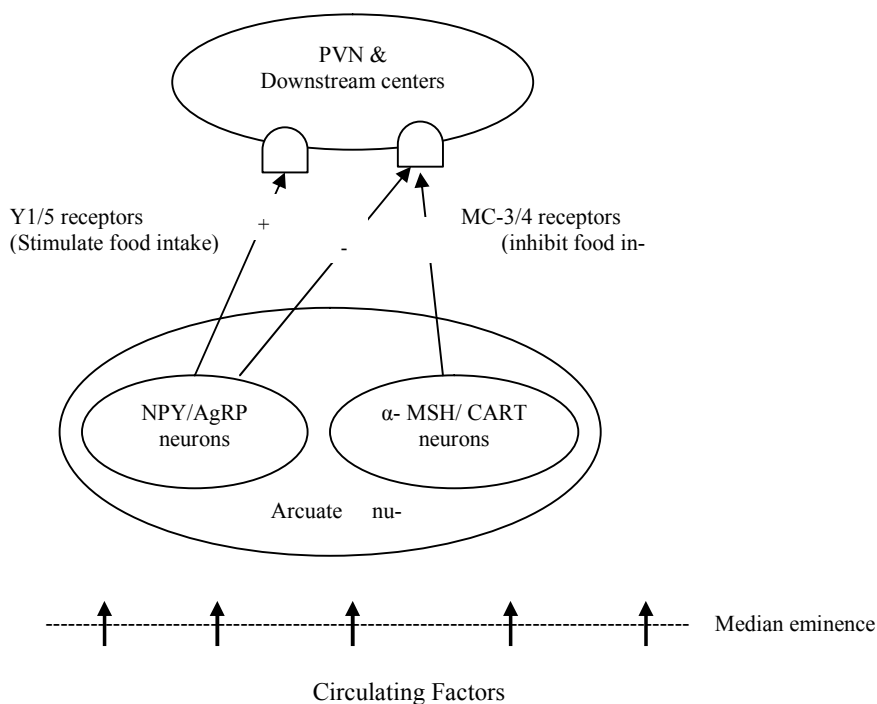 PVN &
Downstream centers
Y1/5 receptors
(Stimulate food intake)
+
-
MC-3/4 receptors
(inhibit food in-
NPY/AgRP
neurons
α- MSH/ CART
neurons
Arcuate nu-
Median eminence
Circulating Factors